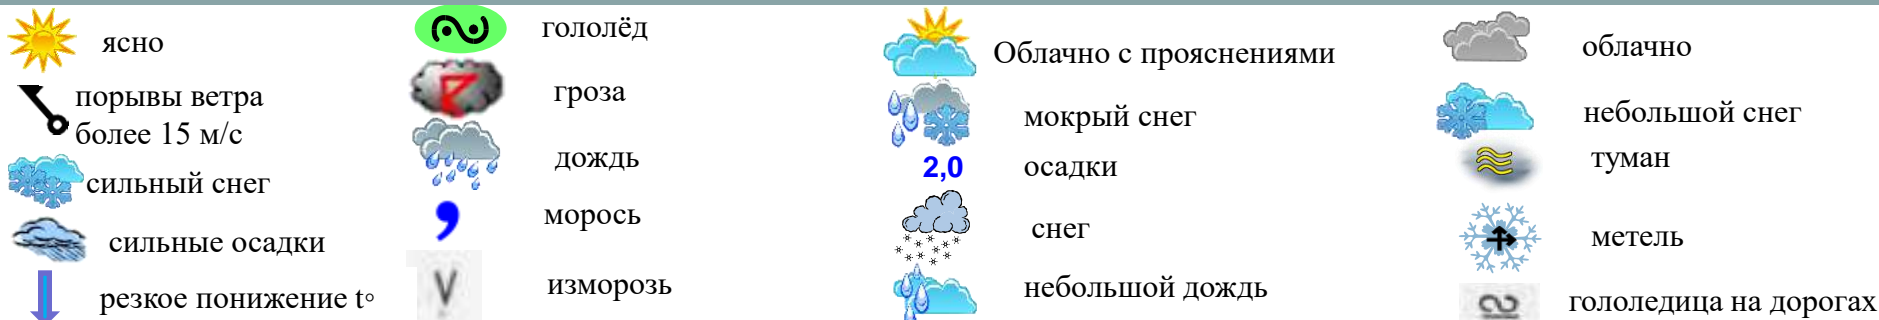 ясно
порывы ветра
более 15 м/с
сильный снег
сильные осадки
резкое понижение t°
гололёд
гроза
дождь
морось
изморозь
Облачно с прояснениями
мокрый снег
2,0 осадки
снег
небольшой дождь
облачно
небольшой снег
туман
метель
гололедица на дорогах